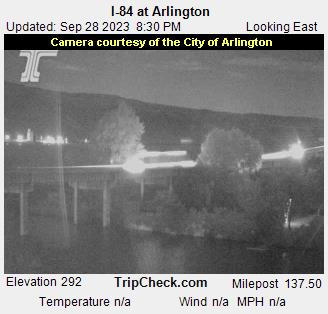 I-84 at Arlington
Updated: Sep 28 2023 8:30 PM Looking East
Camera courtesy of the City of Arlington
Elevation 292 TripCheck.com Milepost 137.50
Temperature n/a Wind n/a MPH n/a